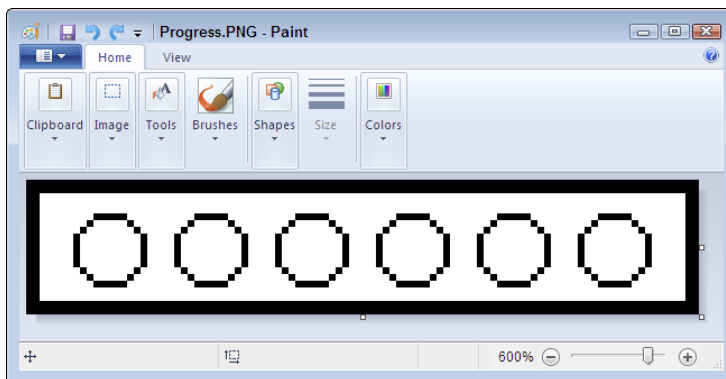 Progress.PNG - Paint
Home View
Clipboard Image Tools Brushes Shapes Size Colors
600%